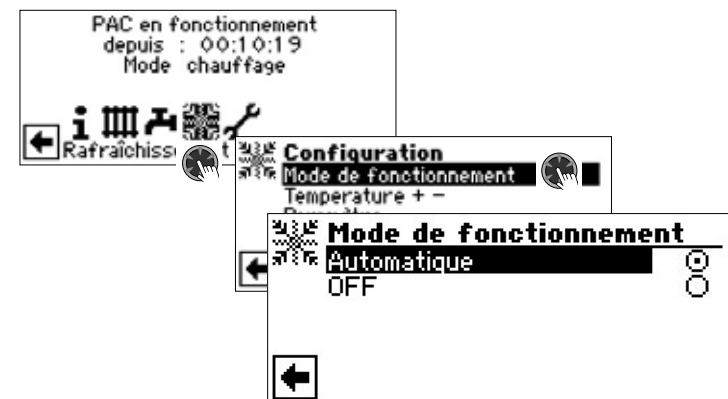 PAC en fonctionnement
depuis : 00:10:19
Mode chauffage
Configuration
Mode de fonctionnement
Temperature + -
Mode de fonctionnement
Automatique
OFF